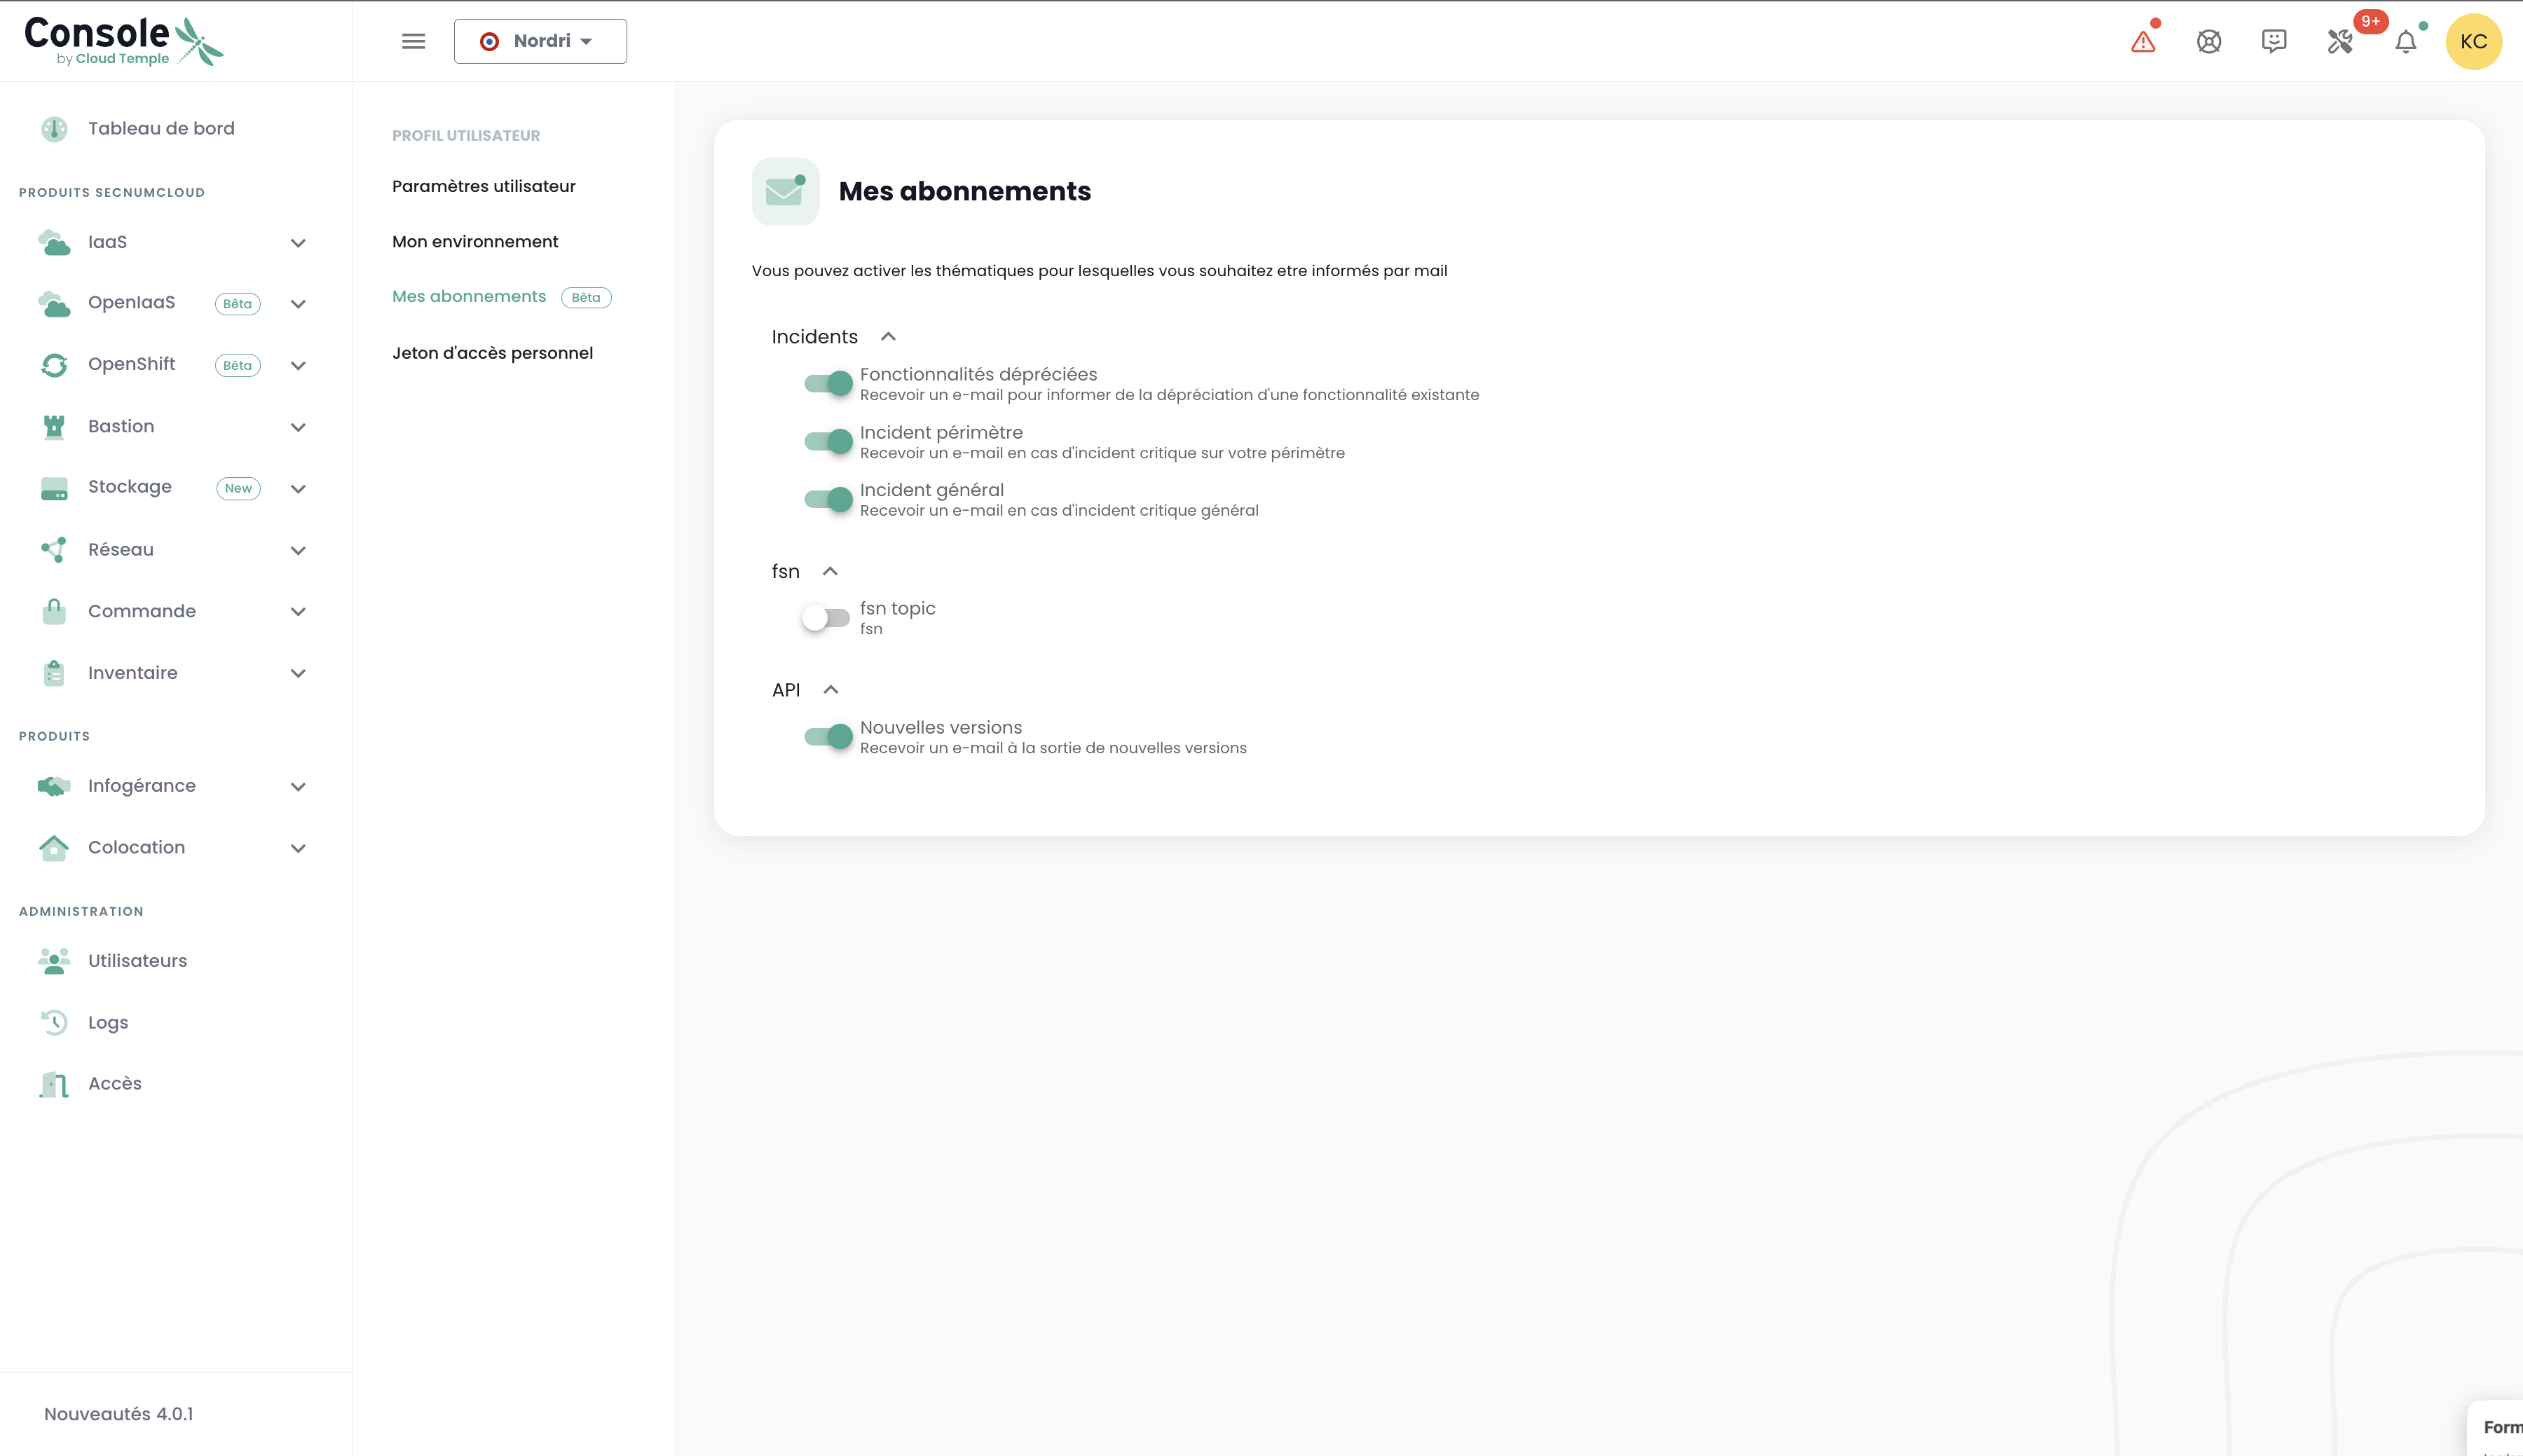 Console
by Cloud Temple
Nordri
9+
KC
Tableau de bord
PRODUITS SECNUMCLOUD
IaaS
OpenIaaS Bêta
OpenShift Bêta
Bastion
Stockage New
Réseau
Commande
Inventaire
PRODUITS
Infogérance
Colocation
ADMINISTRATION
Utilisateurs
Logs
Accès
Nouveautés 4.0.1
PROFIL UTILISATEUR
Paramètres utilisateur
Mon environnement
Mes abonnements Bêta
Jeton d'accès personnel
Mes abonnements
Vous pouvez activer les thématiques pour lesquelles vous souhaitez etre informés par mail
Incidents
Fonctionnalités dépréciées
Recevoir un e-mail pour informer de la dépréciation d'une fonctionnalité existante
Incident périmètre
Recevoir un e-mail en cas d'incident critique sur votre périmètre
Incident général
Recevoir un e-mail en cas d'incident critique général
fsn
fsn topic
fsn
API
Nouvelles versions
Recevoir un e-mail à la sortie de nouvelles versions
Form